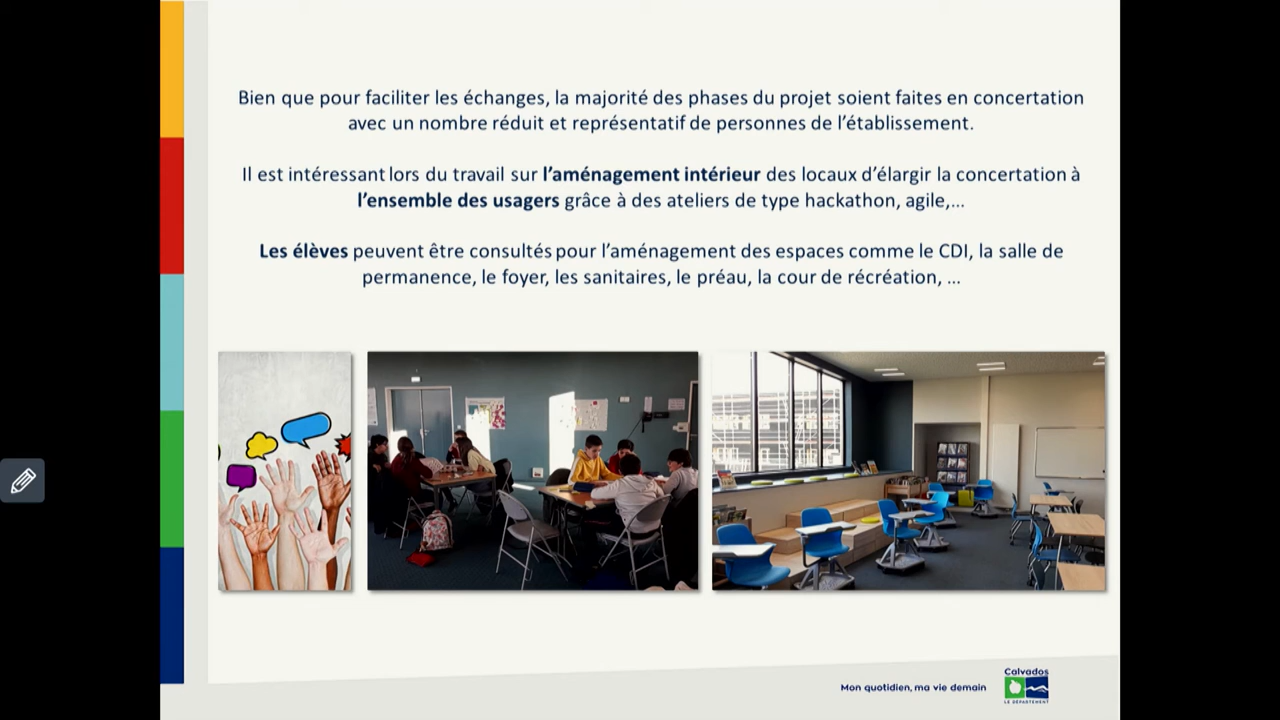 Bien que pour faciliter les échanges, la majorité des phases du projet soient faites en concertation
avec un nombre réduit et représentatif de personnes de l'établissement.
Il est intéressant lors du travail sur l'aménagement intérieur des locaux d'élargir la concertation à
l'ensemble des usagers grâce à des ateliers de type hackathon, agile,...
Les élèves peuvent être consultés pour l'aménagement des espaces comme le CDI, la salle de
permanence, le foyer, les sanitaires, le préau, la cour de récréation, ...
Mon quotidien, ma vie demain
Calvados
LE DÉPARTEMENT